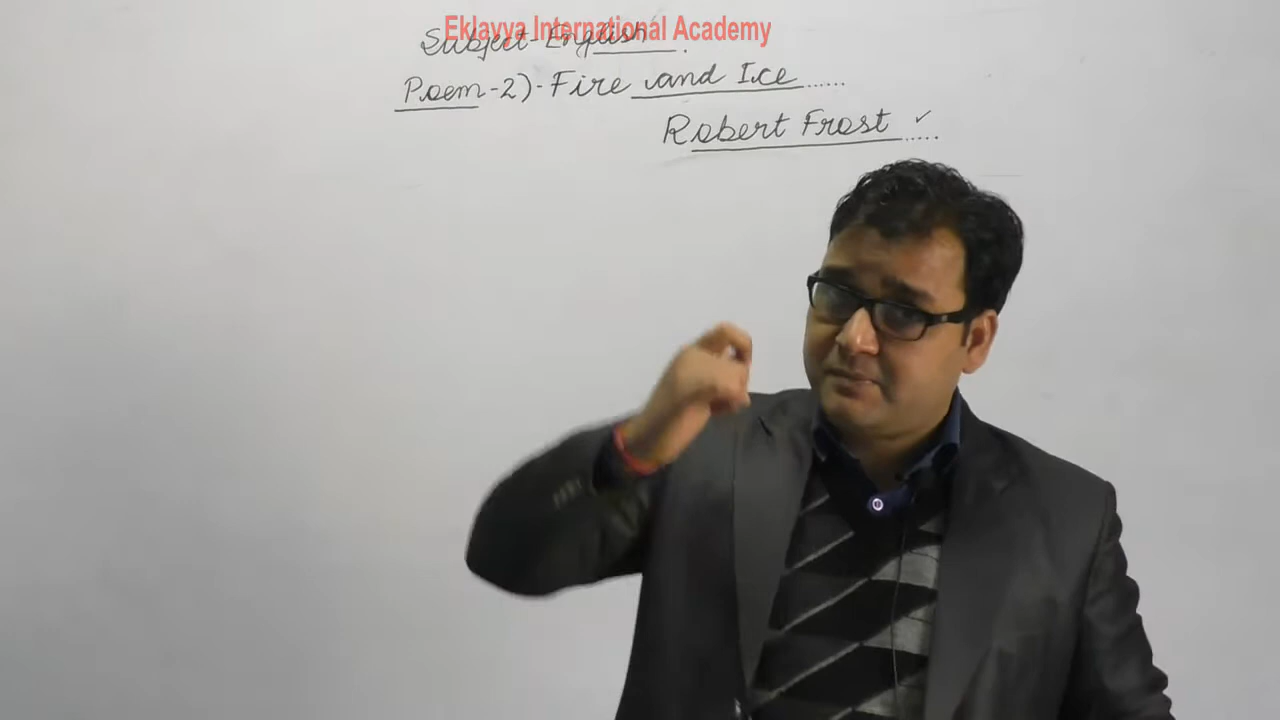 Eklavya International Academy
Subject-English.
Poem-2)-Fire and Ice......
Robert Frost ✓.....